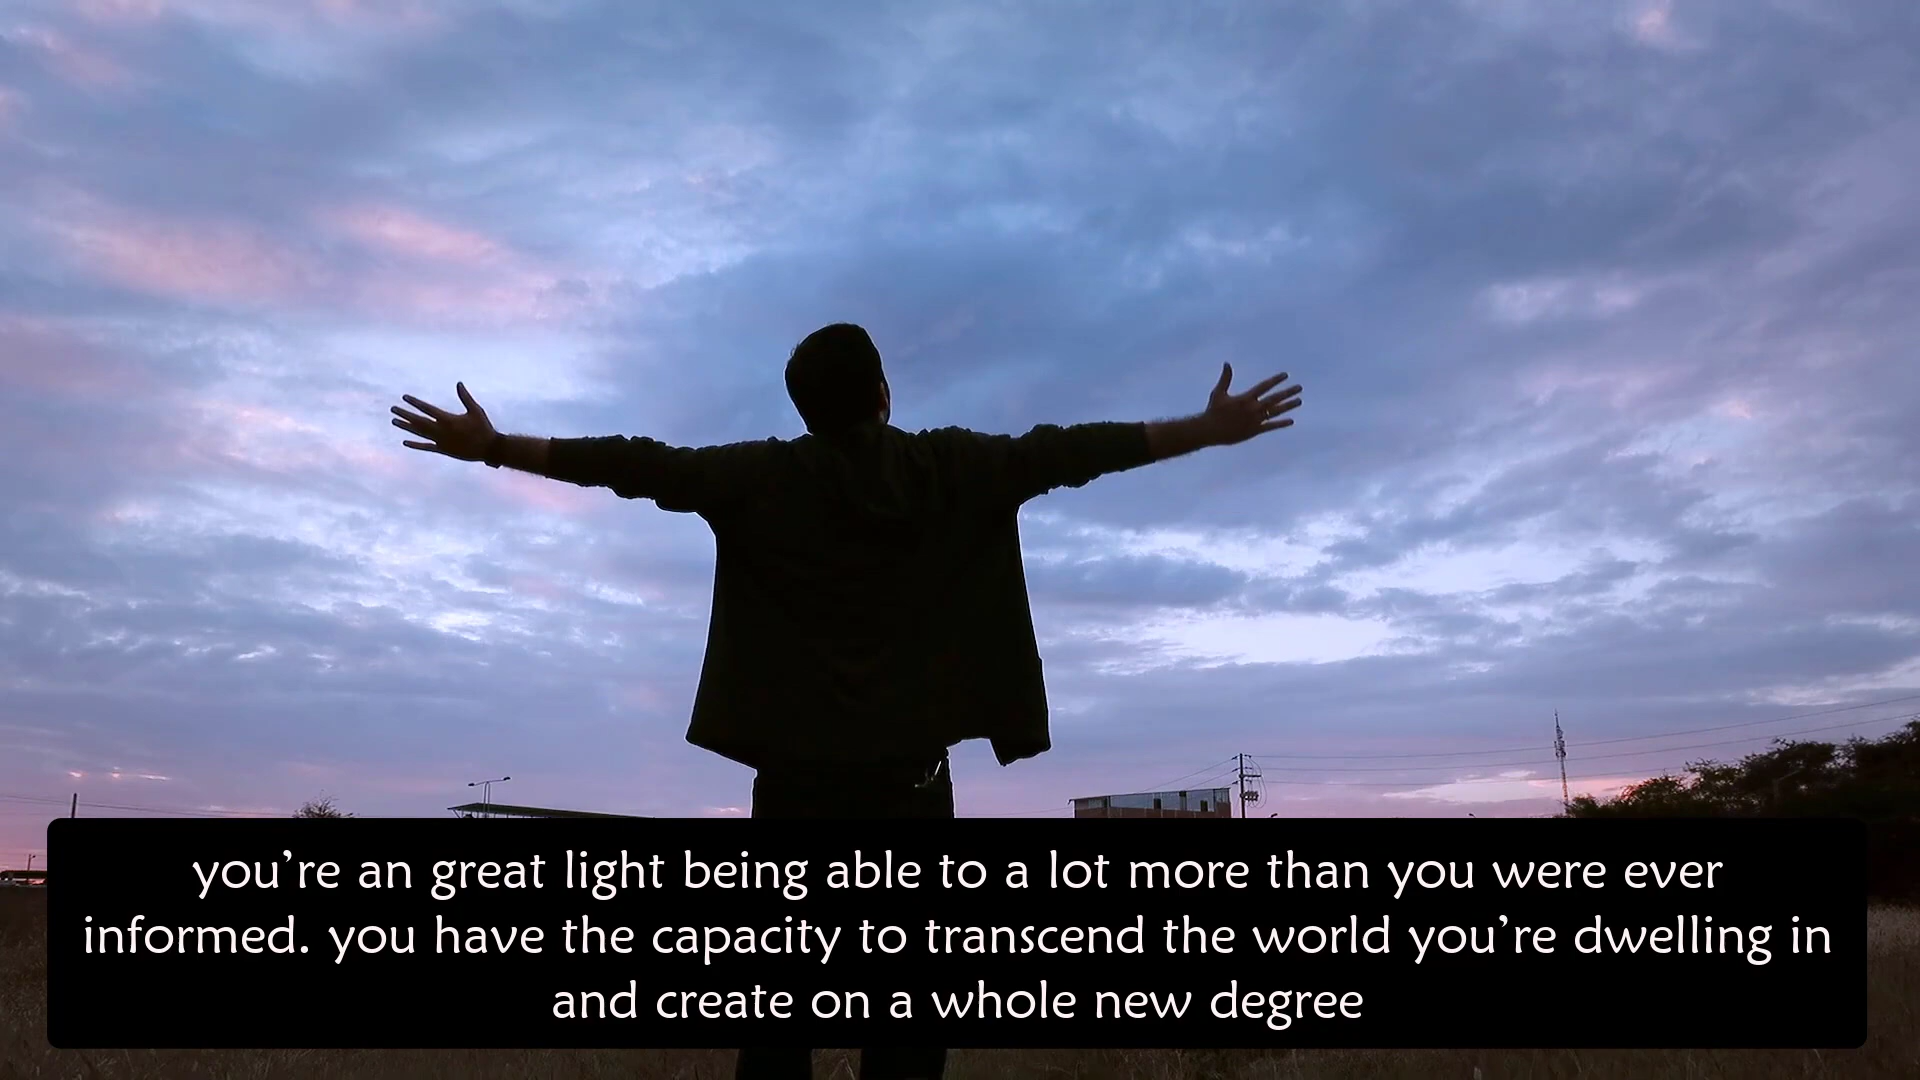 you’re an great light being able to a lot more than you were ever
informed. you have the capacity to transcend the world you’re dwelling in
and create on a whole new degree